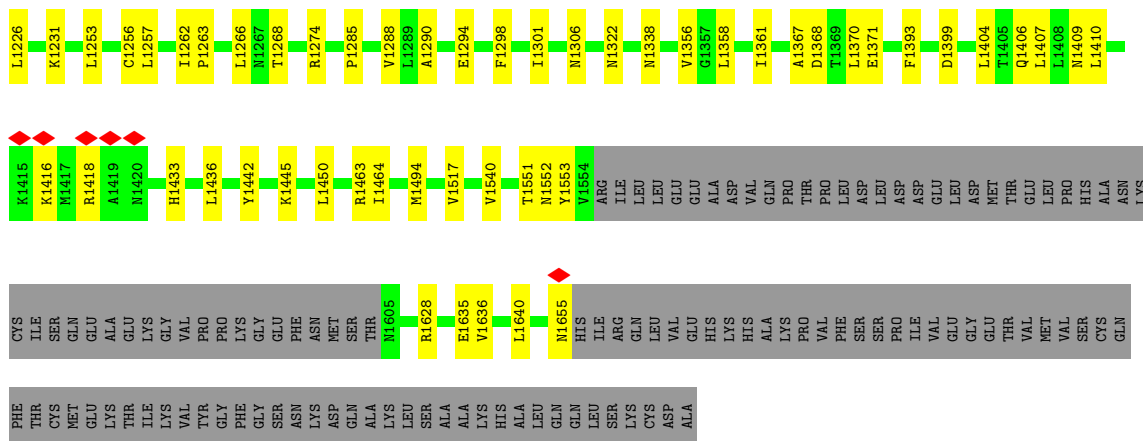 L1226 K1231 L1253 C1256 L1257 I1262 P1263 L1266 N1267 T1268 R1274 P1285 V1288 L1289 A1290 E1294 F1298 I1301 N1306 N1322 N1338 V1356 G1357 L1358 I1361 A1367 D1368 T1369 L1370 E1371 F1393 D1399 L1404 T1405 Q1406 L1407 L1408 N1409 L1410
K1415 K1416 M1417 R1418 A1419 N1420 H1433 L1436 Y1442 K1445 L1450 R1463 I1464 M1494 V1517 V1540 T1551 N1552 Y1553 V1554 ARG ILE LEU LEU GLU GLU ALA ASP VAL GLN PRO THR PRO LEU ASP LEU ASP ASP GLU LEU ASP MET THR GLU LEU PRO HIS ALA ASN LYS
CYS ILE SER GLN GLU ALA GLU LYS GLY VAL PRO PRO LYS GLY GLU PHE ASN MET SER THR N1605 R1628 E1635 V1636 L1640 N1655 HIS ILE ARG GLN LEU VAL GLU HIS LYS HIS ALA LYS PRO VAL PHE SER SER PRO ILE VAL GLU GLY GLU THR VAL MET VAL SER CYS GLN
PHE THR CYS MET GLU LYS THR ILE LYS VAL TYR GLY PHE GLY SER ASN LYS ASP GLN ALA LYS LEU SER ALA ALA LYS HIS ALA LEU GLN GLN LEU SER LYS CYS ASP ALA